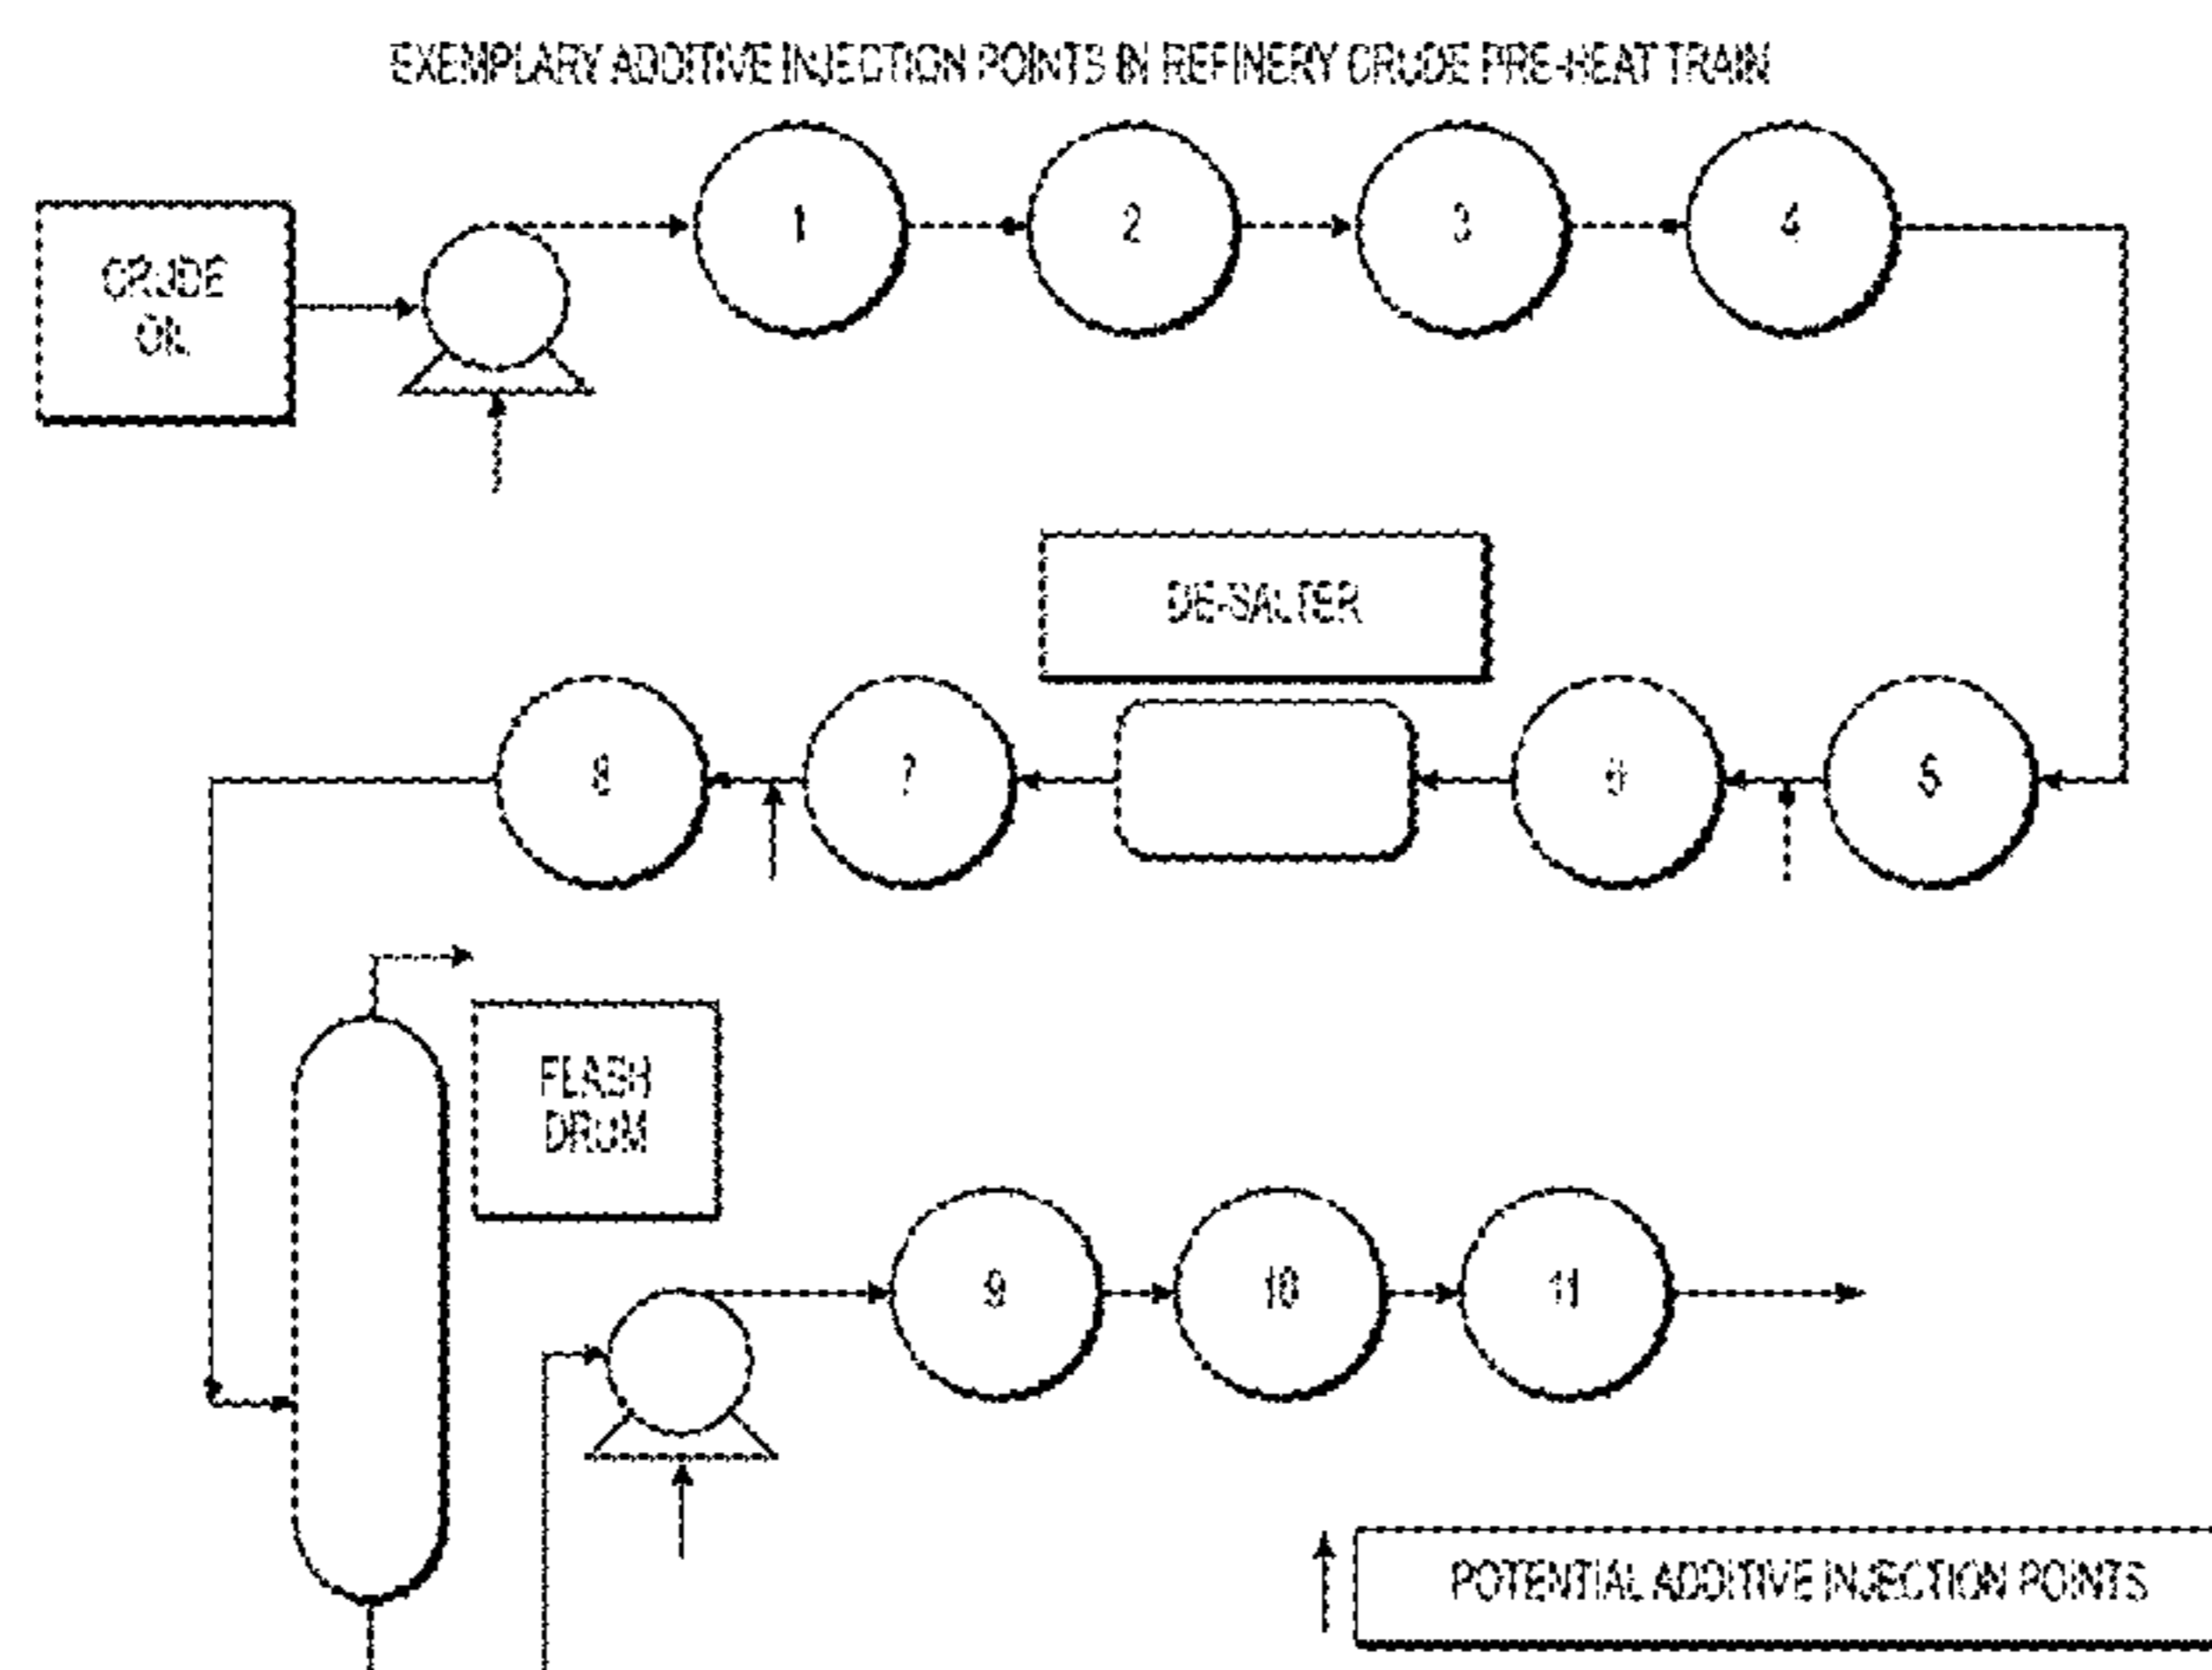 EXEMPLARY ADDITIVE INJECTION POINTS IN REFINERY CRUDE PRE-HEAT TRAIN
1
2
3
4
CRUDE
OIL
DE-SALTER
8
7
6
5
FLASH
DRUM
9
10
11
POTENTIAL ADDITIVE INJECTION POINTS